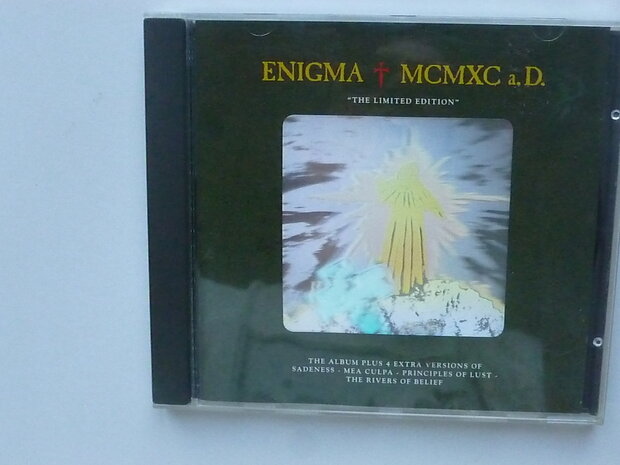 ENIGMA † MCMXC a.D.
"THE LIMITED EDITION"
THE ALBUM PLUS 4 EXTRA VERSIONS OF
SADENESS - MEA CULPA - PRINCIPLES OF LUST -
THE RIVERS OF BELIEF